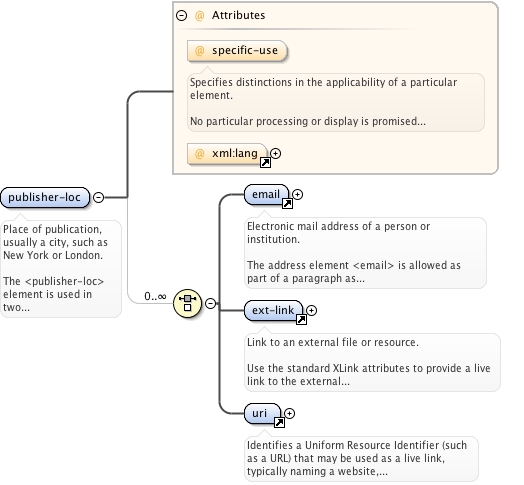 @ Attributes
@ specific-use
Specifies distinctions in the applicability of a particular
element.
No particular processing or display is promised...
@ xml:lang
publisher-loc
Place of publication,
usually a city, such as
New York or London.
The <publisher-loc>
element is used in
two...
0..∞
email
Electronic mail address of a person or
institution.
The address element <email> is allowed as
part of a paragraph as...
ext-link
Link to an external file or resource.
Use the standard XLink attributes to provide a live
link to the external...
uri
Identifies a Uniform Resource Identifier (such
as a URL) that may be used as a live link,
typically naming a website,...